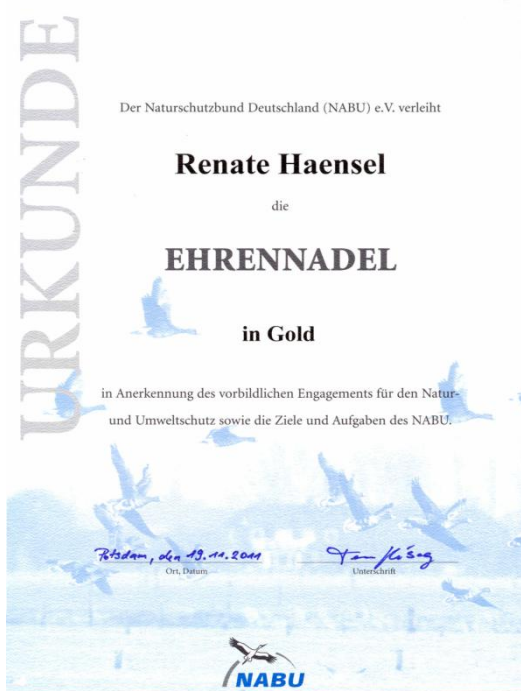 URKUNDE
Der Naturschutzbund Deutschland (NABU) e.V. verleiht
Renate Haensel
die
EHRENNADEL
in Gold
in Anerkennung des vorbildlichen Engagements für den Natur-
und Umweltschutz sowie die Ziele und Aufgaben des NABU.
Potsdam, den 19.11.2011
Ort, Datum
Unterschrift
NABU